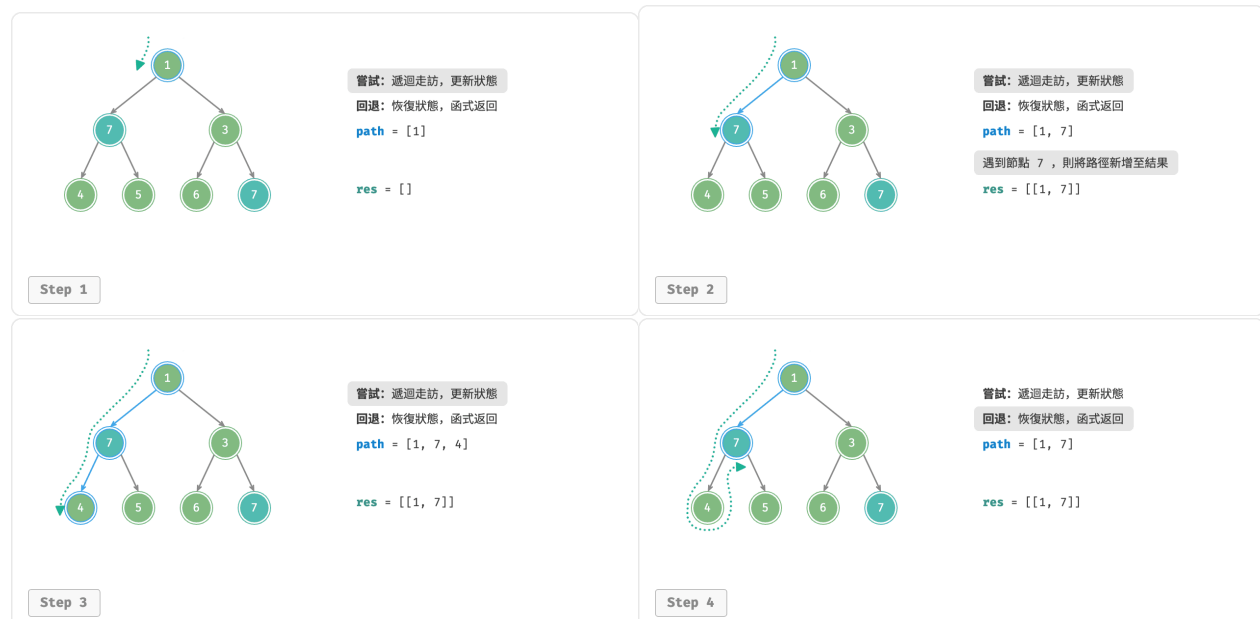 1
7
3
4
5
6
7
嘗試：遞迴走訪，更新狀態
回退：恢復狀態，函式返回
path = [1]
res = []
Step 1
1
7
3
4
5
6
7
嘗試：遞迴走訪，更新狀態
回退：恢復狀態，函式返回
path = [1, 7]
遇到節點 7 ，則將路徑新增至結果
res = [[1, 7]]
Step 2
1
7
3
4
5
6
7
嘗試：遞迴走訪，更新狀態
回退：恢復狀態，函式返回
path = [1, 7, 4]
res = [[1, 7]]
Step 3
1
7
3
4
5
6
7
嘗試：遞迴走訪，更新狀態
回退：恢復狀態，函式返回
path = [1, 7]
res = [[1, 7]]
Step 4